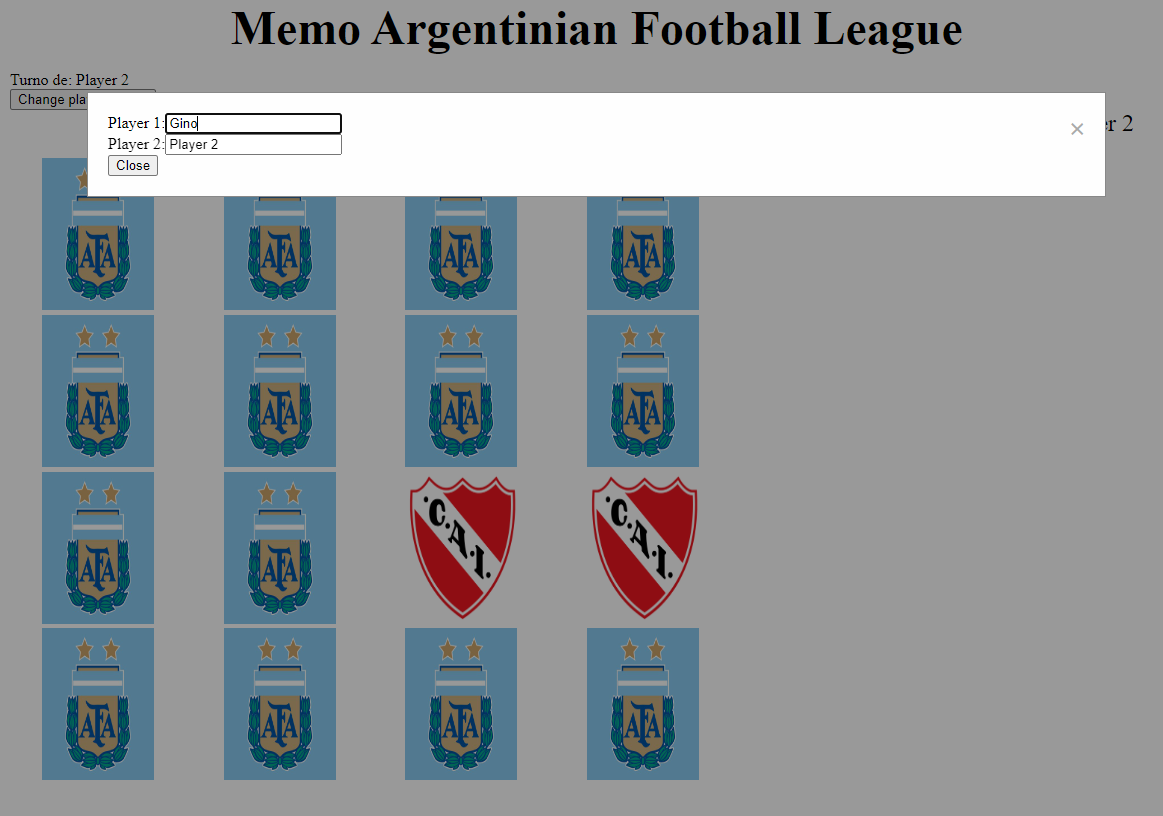 Memo Argentinian Football League
Turno de: Player 2
Change pla
Player 1: Gino
×
r 2
Player 2: Player 2
Close
AFA AFA AFA AFA
AFA AFA AFA AFA
AFA AFA C.A.I. C.A.I.
AFA AFA AFA AFA